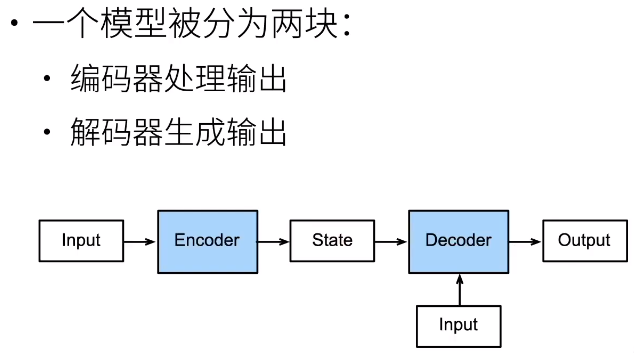 • 一个模型被分为两块：
• 编码器处理输出
• 解码器生成输出
Input
Encoder
State
Decoder
Output
Input